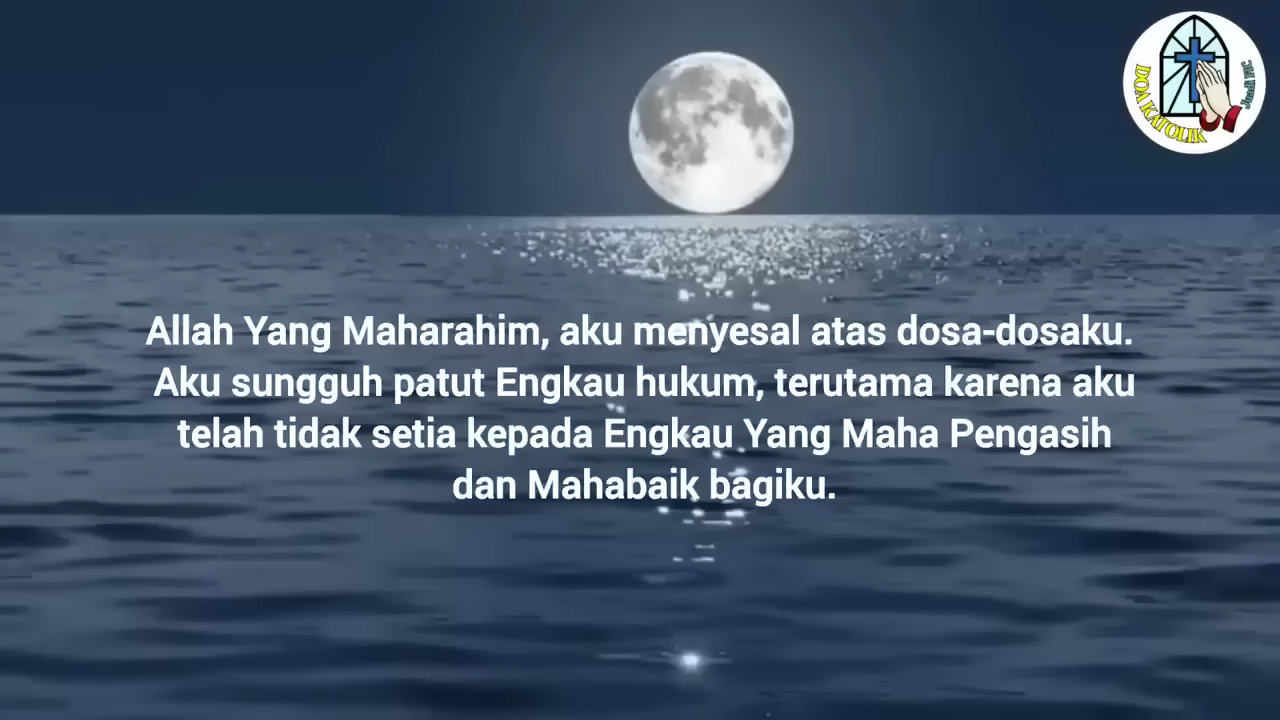 Allah Yang Maharahim, aku menyesal atas dosa-dosaku.
Aku sungguh patut Engkau hukum, terutama karena aku
telah tidak setia kepada Engkau Yang Maha Pengasih
dan Mahabaik bagiku.
DOA KATOLIK